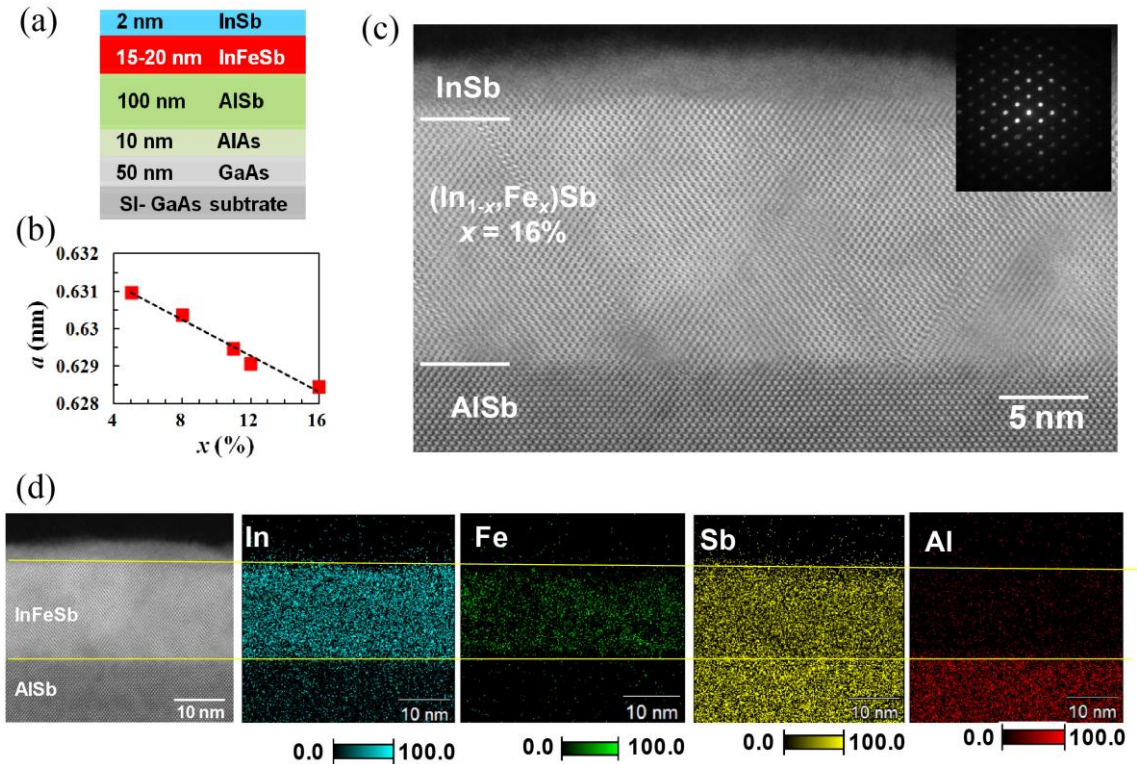 (a)
2 nm InSb
15-20 nm InFeSb
100 nm AlSb
10 nm AlAs
50 nm GaAs
SI- GaAs subtrate
(b)
0.632
0.631
0.63
0.629
0.628
a (nm)
4 8 12 16
x (%)
(c)
InSb
(In1-x,Fex)Sb
x = 16%
AlSb
5 nm
(d)
InFeSb
AlSb
10 nm
In
Fe
10 nm
Sb
10 nm
Al
10 nm
0.0 100.0
0.0 100.0
0.0 100.0
0.0 100.0